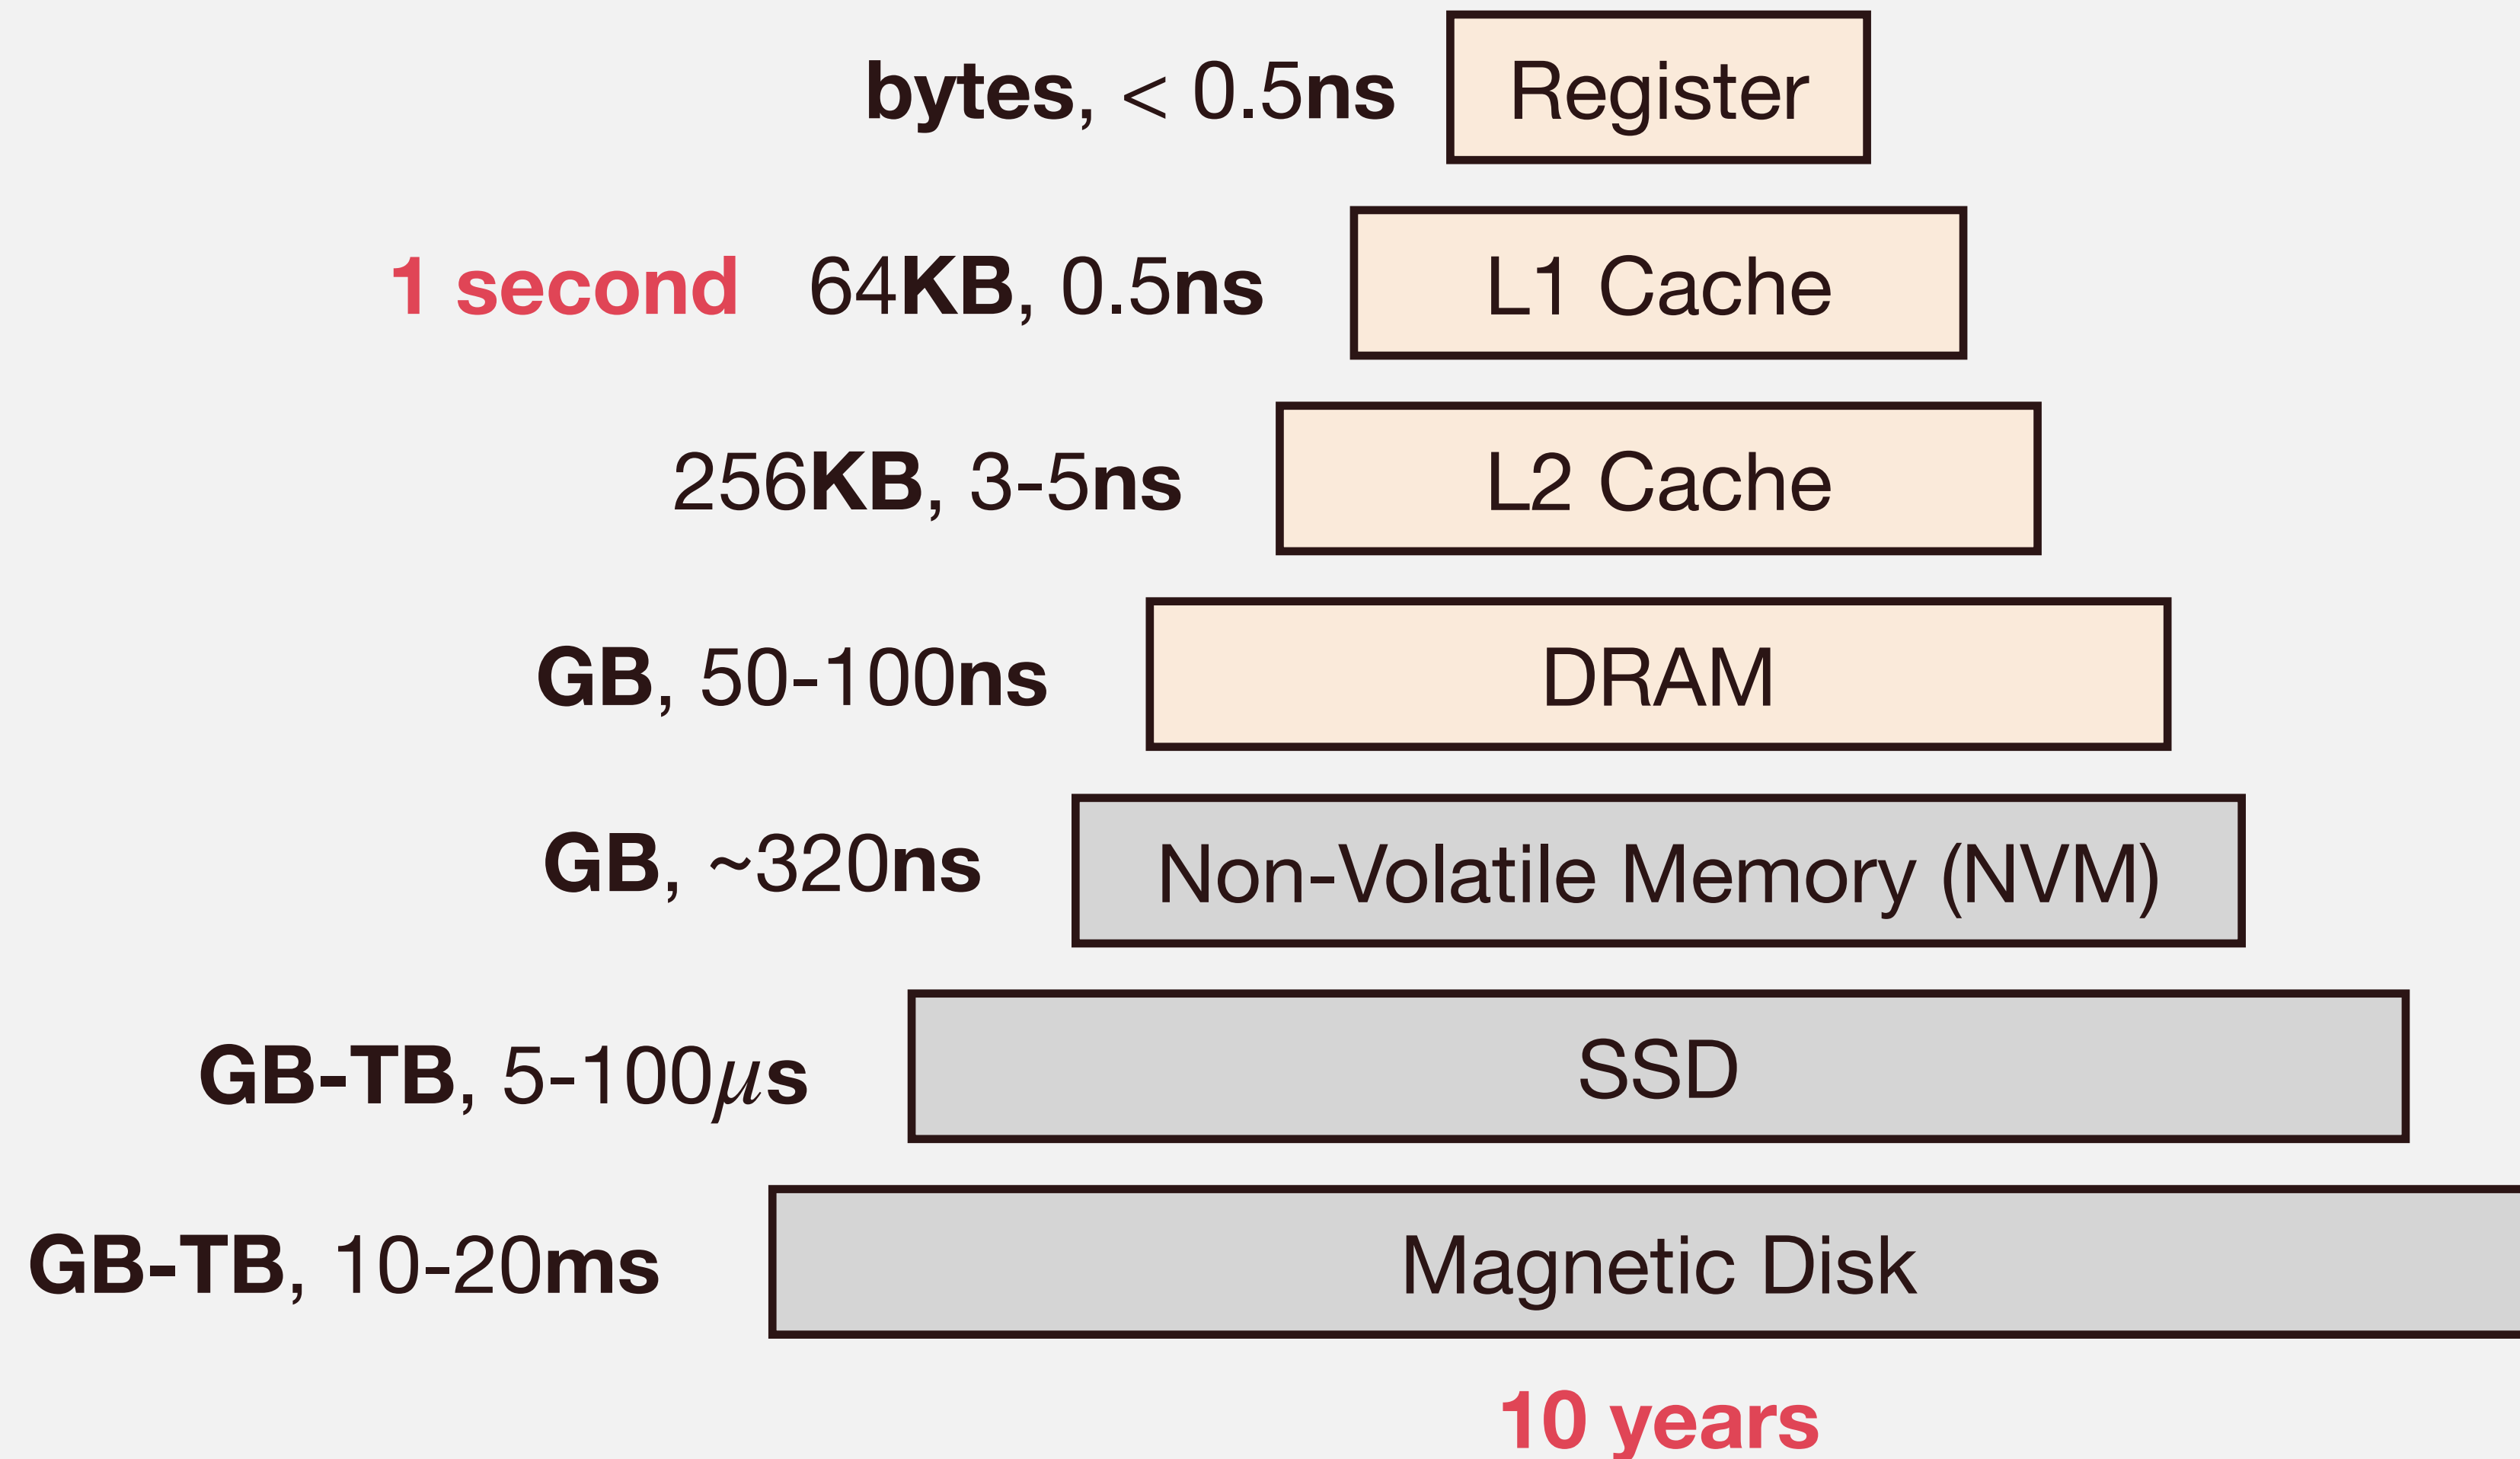 bytes, < 0.5ns Register
1 second 64KB, 0.5ns L1 Cache
256KB, 3-5ns L2 Cache
GB, 50-100ns DRAM
GB, ~320ns Non-Volatile Memory (NVM)
GB-TB, 5-100μs SSD
GB-TB, 10-20ms Magnetic Disk
10 years